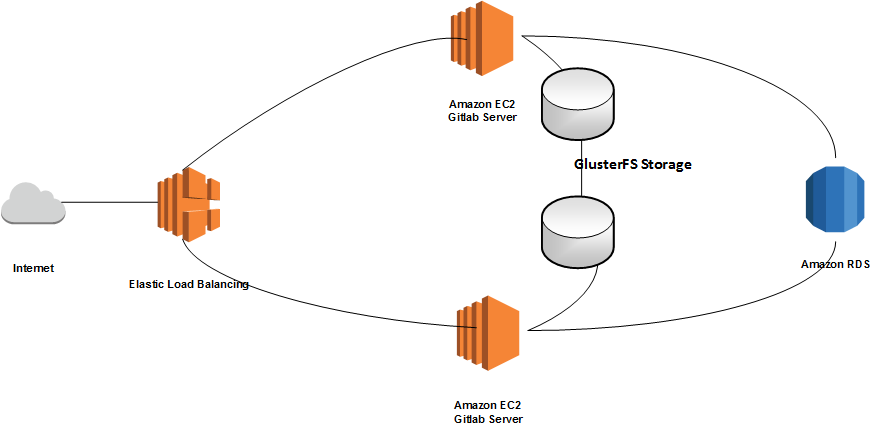 Amazon EC2
Gitlab Server
GlusterFS Storage
Internet
Elastic Load Balancing
Amazon RDS
Amazon EC2
Gitlab Server